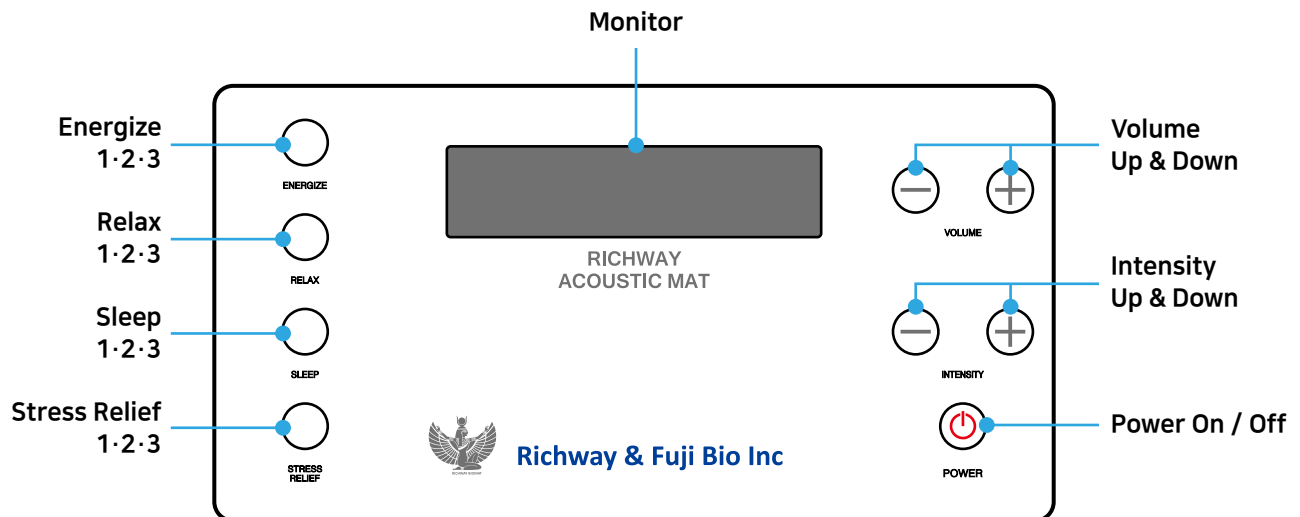 Monitor
Energize
1·2·3
ENERGIZE
Relax
1·2·3
RELAX
Sleep
1·2·3
SLEEP
Stress Relief
1·2·3
STRESS
RELIEF
RICHWAY
ACOUSTIC MAT
Richway & Fuji Bio Inc
Volume
Up & Down
VOLUME
Intensity
Up & Down
INTENSITY
Power On / Off
POWER